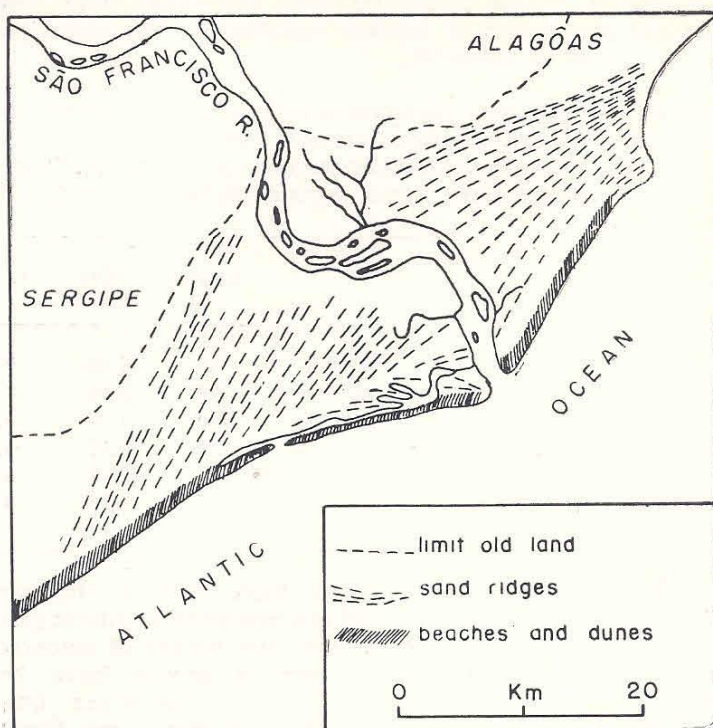 ALAGÔAS
SÃO FRANCISCO R.
SERGIPE
OCEAN
ATLANTIC
limit old land
sand ridges
beaches and dunes
0 Km 20